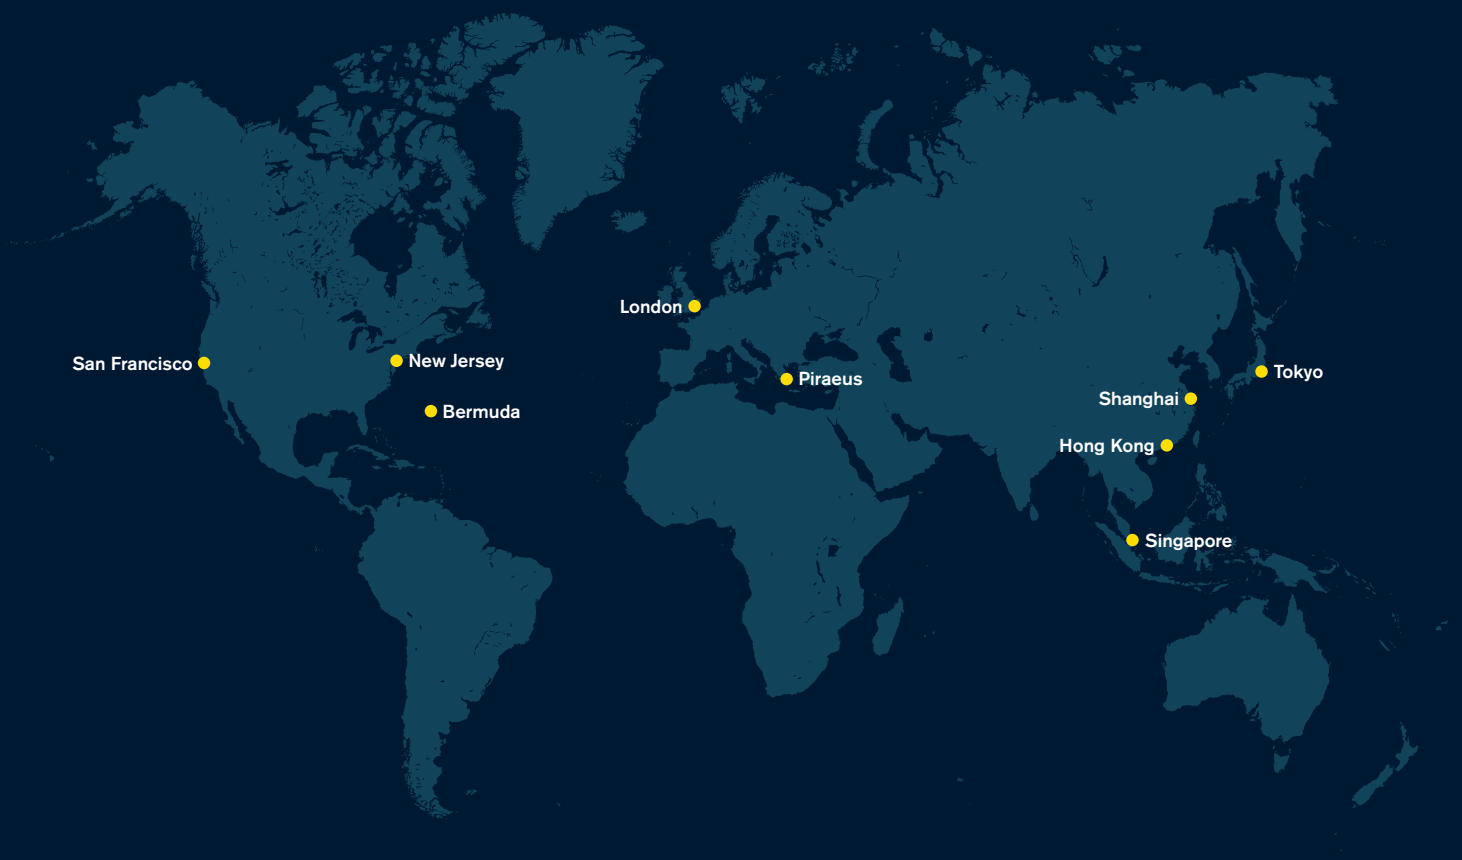 London
San Francisco
New Jersey
Tokyo
Piraeus
Shanghai
Bermuda
Hong Kong
Singapore